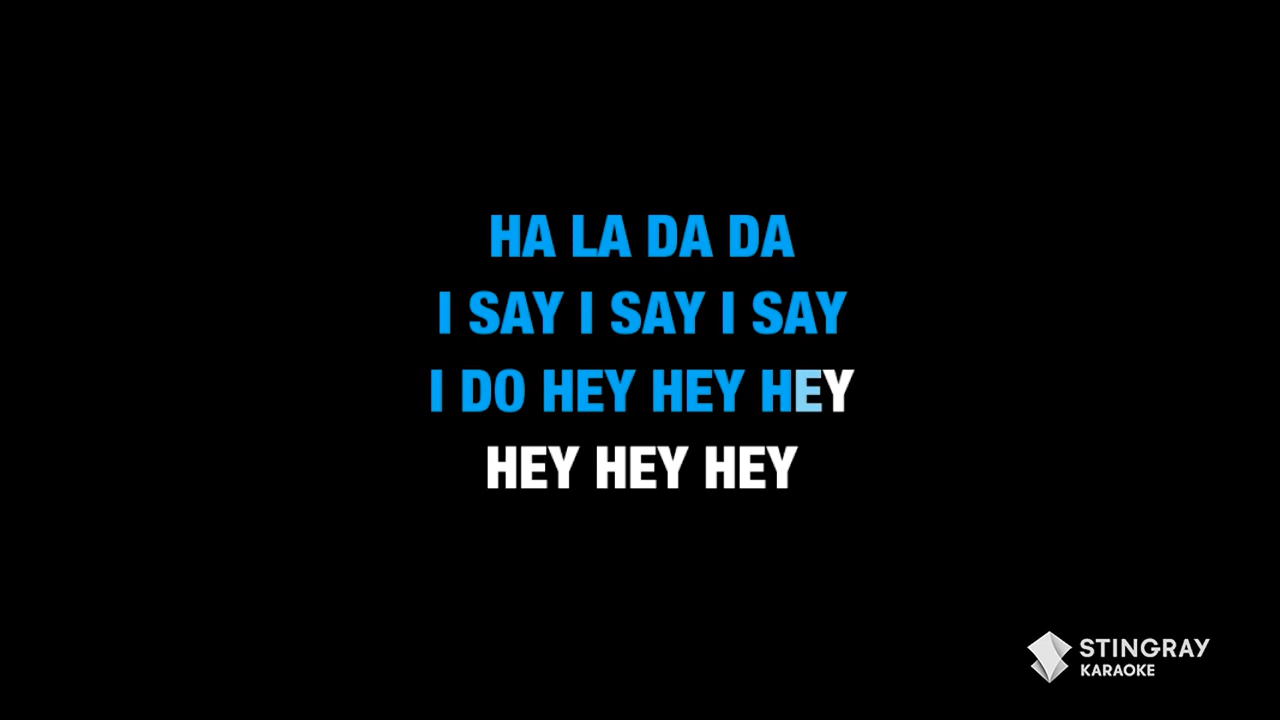 HA LA DA DA
I SAY I SAY I SAY
I DO HEY HEY HEY
HEY HEY HEY
STINGRAY
KARAOKE